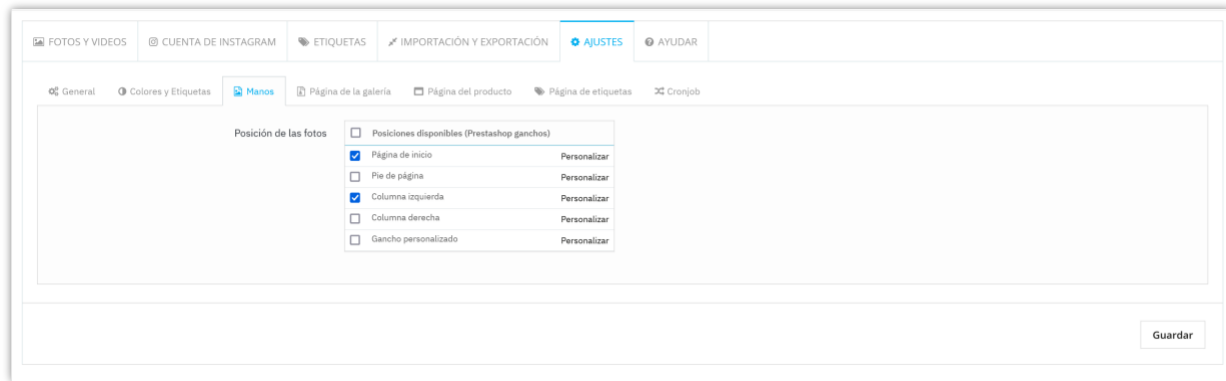 FOTOS Y VIDEOS CUENTA DE INSTAGRAM ETIQUETAS IMPORTACIÓN Y EXPORTACIÓN AJUSTES AYUDAR
General Colores y Etiquetas Manos Página de la galería Página del producto Página de etiquetas Cronjob
Posición de las fotos Posiciones disponibles (Prestashop ganchos)
Página de inicio Personalizar
Pie de página Personalizar
Columna izquierda Personalizar
Columna derecha Personalizar
Gancho personalizado Personalizar
Guardar